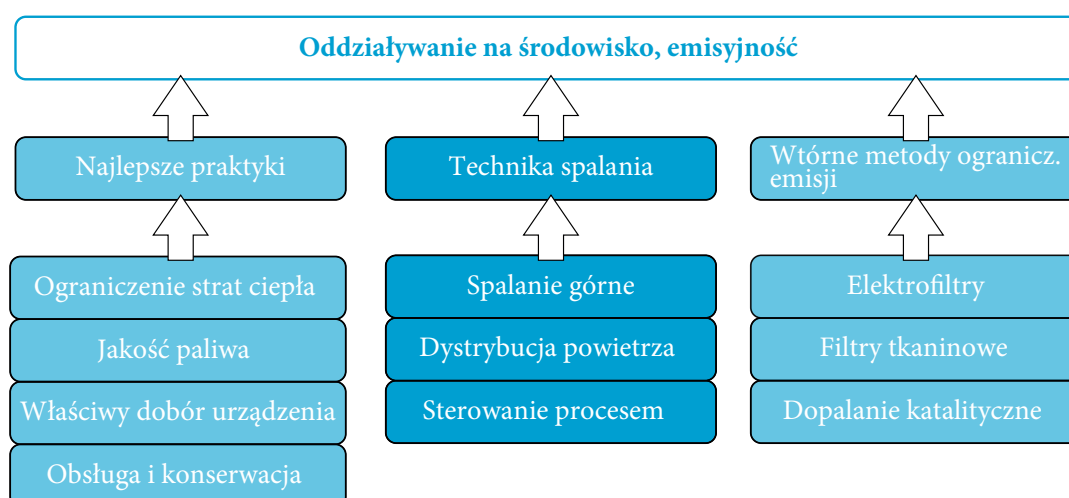 Oddziaływanie na środowisko, emisyjność
Najlepsze praktyki
Ograniczenie strat ciepła
Jakość paliwa
Właściwy dobór urządzenia
Obsługa i konserwacja
Technika spalania
Spalanie górne
Dystrybucja powietrza
Sterowanie procesem
Wtórne metody ogranicz.
emisji
Elektrofiltry
Filtry tkaninowe
Dopalanie katalityczne